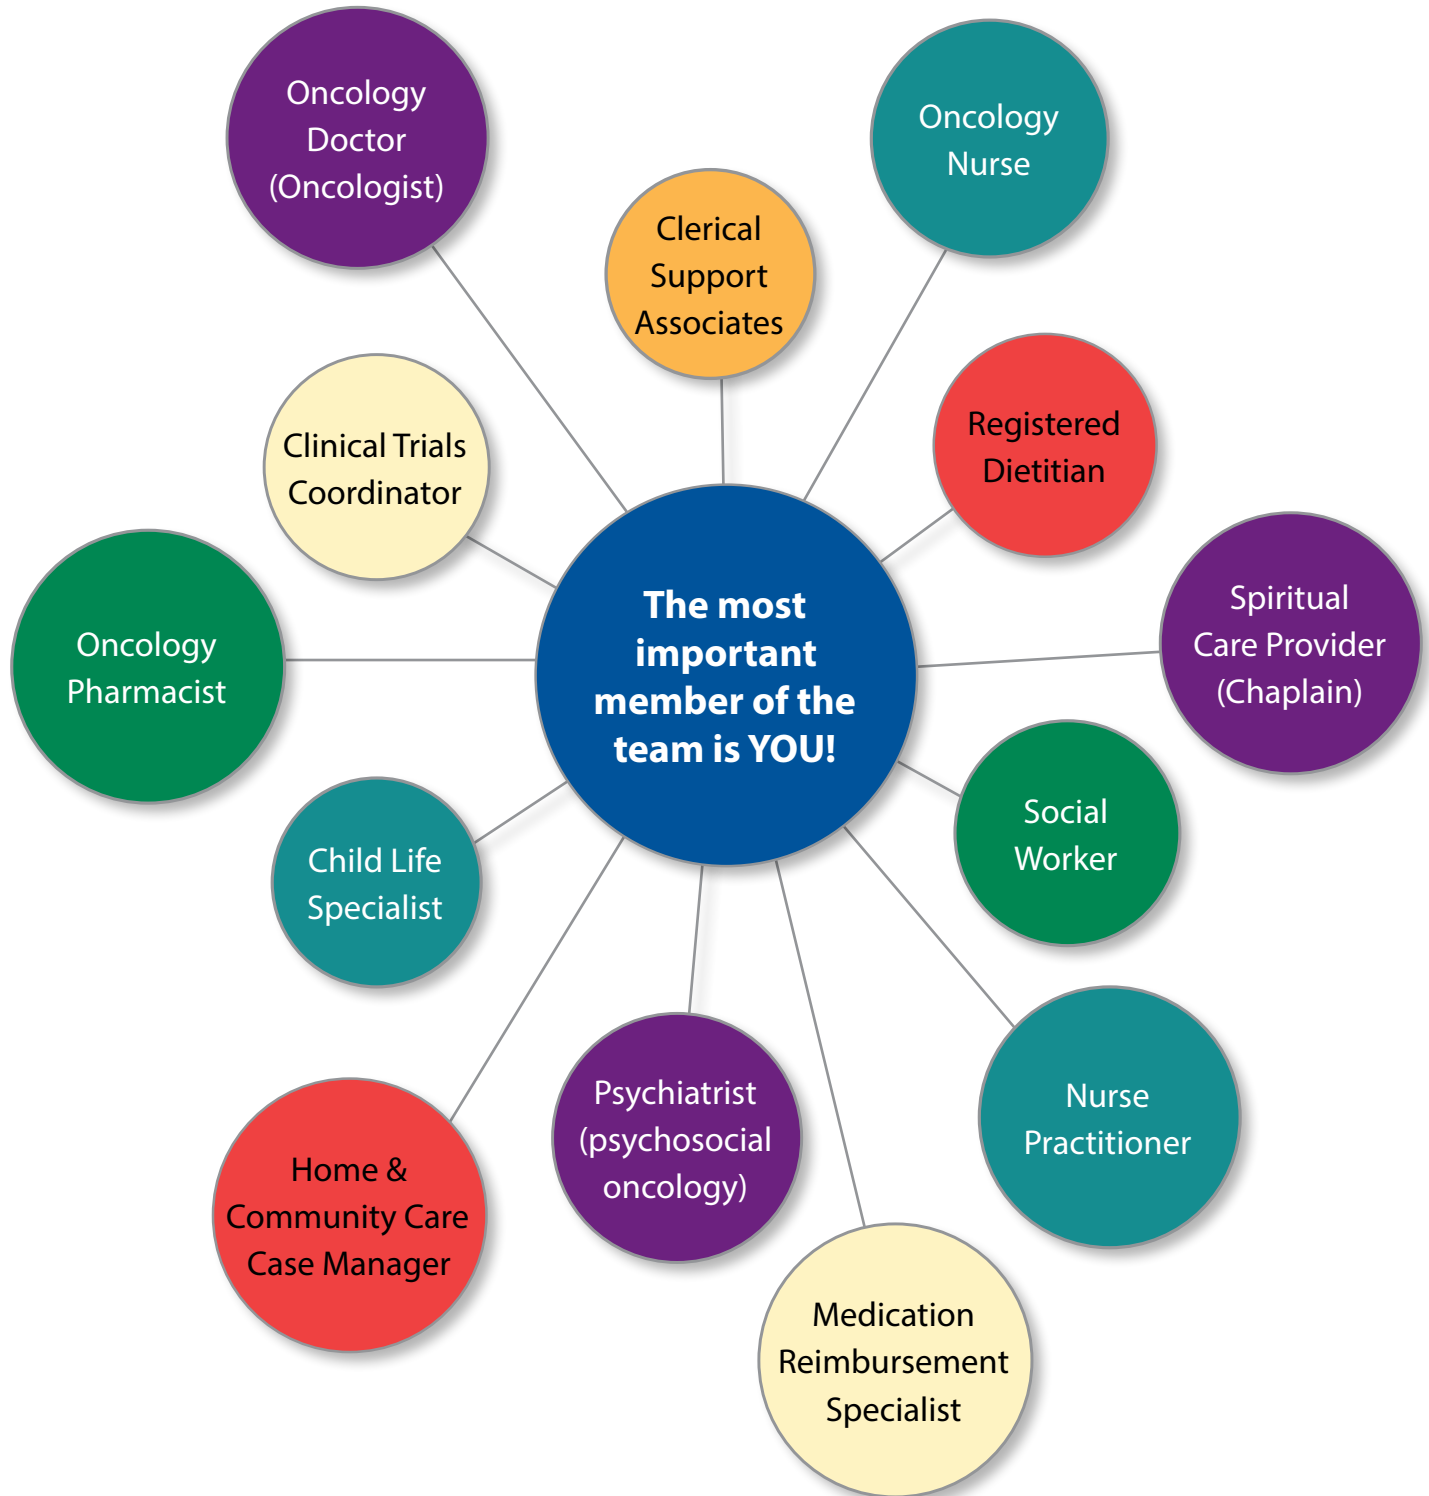 Oncology
Doctor
(Oncologist)
Oncology
Nurse
Clerical
Support
Associates
Clinical Trials
Coordinator
Registered
Dietitian
Oncology
Pharmacist
The most
important
member of the
team is YOU!
Spiritual
Care Provider
(Chaplain)
Child Life
Specialist
Social
Worker
Home &
Community Care
Case Manager
Psychiatrist
(psychosocial
oncology)
Nurse
Practitioner
Medication
Reimbursement
Specialist